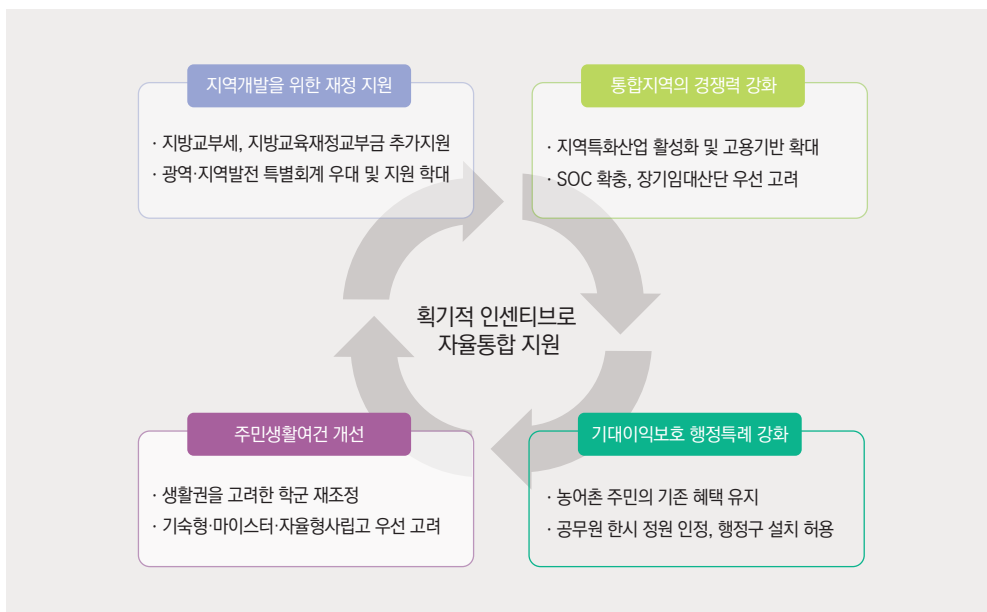 지역개발을 위한 재정 지원
· 지방교부세, 지방교육재정교부금 추가지원
· 광역·지역발전 특별회계 우대 및 지원 학대
통합지역의 경쟁력 강화
· 지역특화산업 활성화 및 고용기반 확대
· SOC 확충, 장기임대산단 우선 고려
획기적 인센티브로
자율통합 지원
주민생활여건 개선
· 생활권을 고려한 학군 재조정
· 기숙형·마이스터·자율형사립고 우선 고려
기대이익보호 행정특례 강화
· 농어촌 주민의 기존 혜택 유지
· 공무원 한시 정원 인정, 행정구 설치 허용